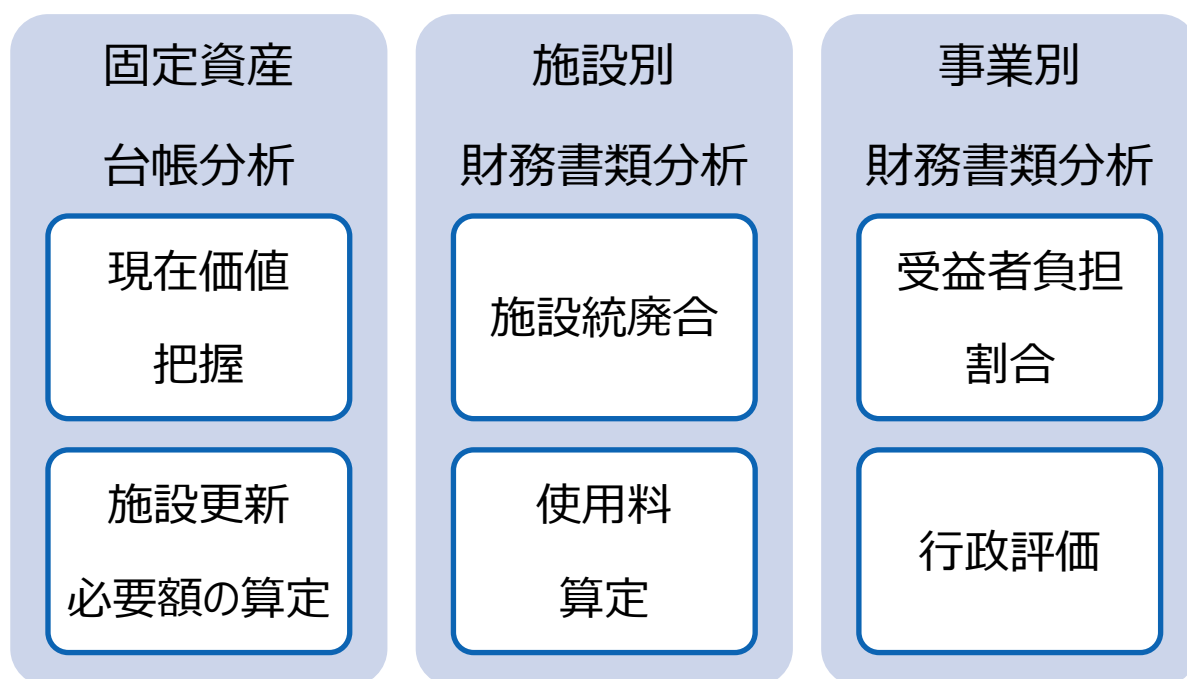 固定資産
台帳分析
現在価値
把握
施設更新
必要額の算定
施設別
財務書類分析
施設統廃合
使用料
算定
事業別
財務書類分析
受益者負担
割合
行政評価